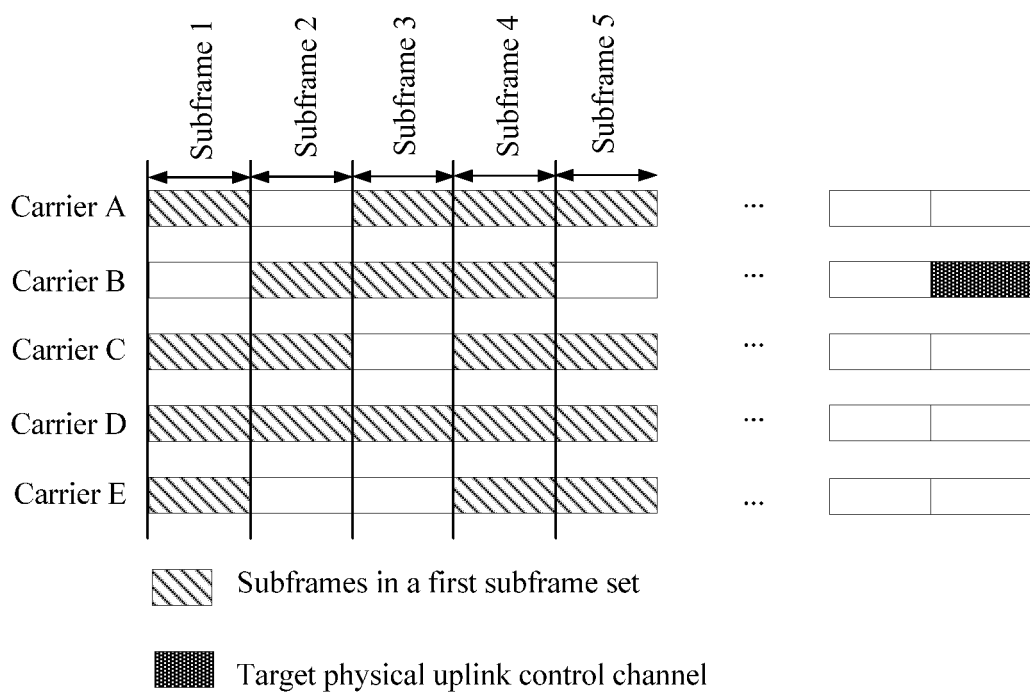 Subframe 1
Subframe 2
Subframe 3
Subframe 4
Subframe 5
Carrier A
...
Carrier B
...
Carrier C
...
Carrier D
...
Carrier E
...
Subframes in a first subframe set
Target physical uplink control channel